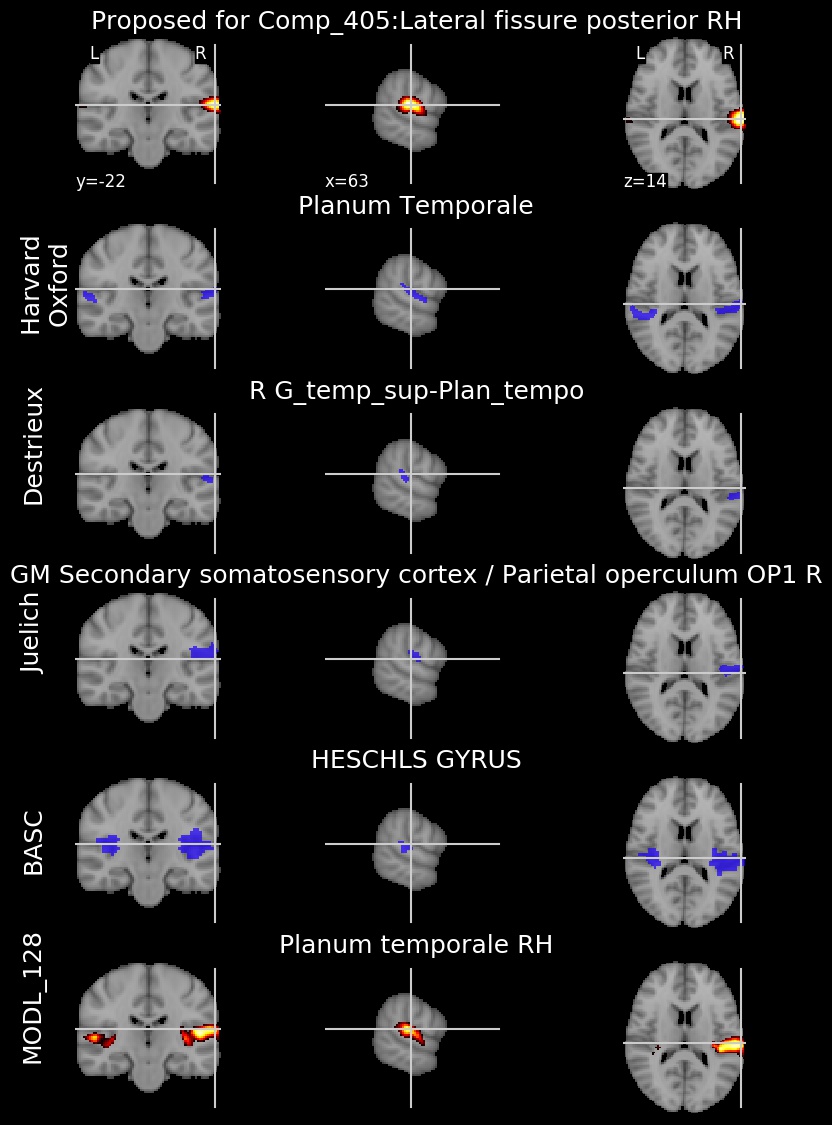 Proposed for Comp_405:Lateral fissure posterior RH
L R
L R
y=-22
x=63
z=14
Planum Temporale
Harvard
Oxford
R G_temp_sup-Plan_tempo
Destrieux
GM Secondary somatosensory cortex / Parietal operculum OP1 R
Juelich
HESCHLS GYRUS
BASC
Planum temporale RH
MODL_128